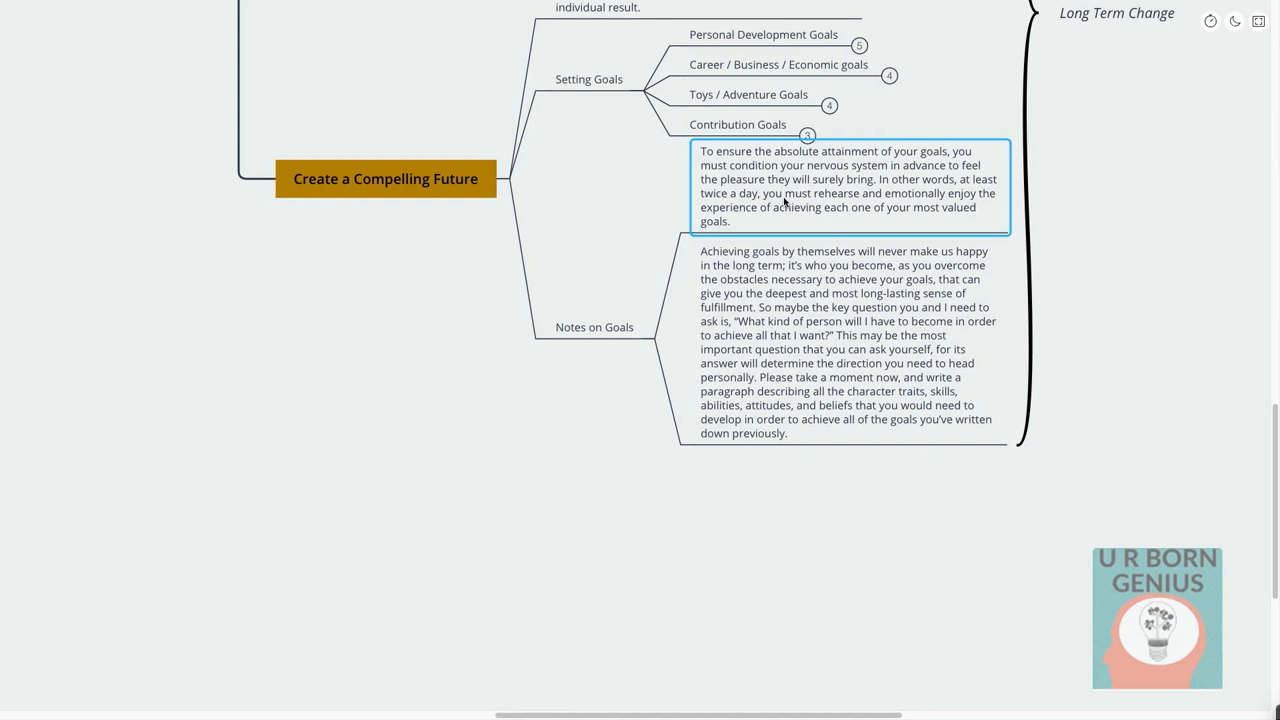 individual result.
Long Term Change
Personal Development Goals
5
Career / Business / Economic goals
4
Setting Goals
Toys / Adventure Goals
4
Contribution Goals
3
To ensure the absolute attainment of your goals, you
must condition your nervous system in advance to feel
the pleasure they will surely bring. In other words, at least
twice a day, you must rehearse and emotionally enjoy the
experience of achieving each one of your most valued
goals.
Create a Compelling Future
Achieving goals by themselves will never make us happy
in the long term; it’s who you become, as you overcome
the obstacles necessary to achieve your goals, that can
give you the deepest and most long-lasting sense of
fulfillment. So maybe the key question you and I need to
ask is, “What kind of person will I have to become in order
to achieve all that I want?” This may be the most
important question that you can ask yourself, for its
answer will determine the direction you need to head
personally. Please take a moment now, and write a
paragraph describing all the character traits, skills,
abilities, attitudes, and beliefs that you would need to
develop in order to achieve all of the goals you’ve written
down previously.
Notes on Goals
U R BORN
GENIUS